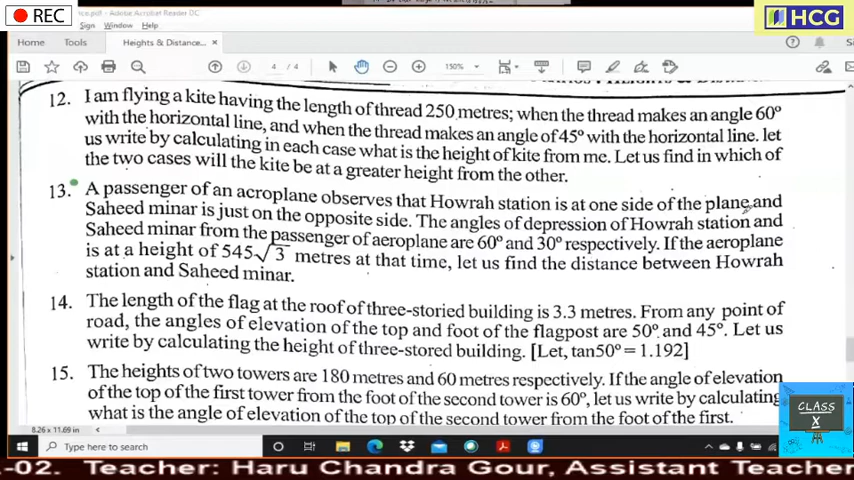 REC
ce.pdf - Adobe Acrobat Reader DC
Sign Window Help
HCG
Home Tools Heights & Distance... ×
4 / 4 150%
12. I am flying a kite having the length of thread 250 metres; when the thread makes an angle 60º
with the horizontal line, and when the thread makes an angle of 45º with the horizontal line. let
us write by calculating in each case what is the height of kite from me. Let us find in which of
the two cases will the kite be at a greater height from the other.
13. A passenger of an acroplane observes that Howrah station is at one side of the plane and
Saheed minar is just on the opposite side. The angles of depression of Howrah station and
Saheed minar from the passenger of aeroplane are 60º and 30º respectively. If the aeroplane
is at a height of 545√3 metres at that time, let us find the distance between Howrah
station and Saheed minar.
14. The length of the flag at the roof of three-storied building is 3.3 metres. From any point of
road, the angles of elevation of the top and foot of the flagpost are 50º and 45º. Let us
write by calculating the height of three-stored building. [Let, tan50º = 1.192]
15. The heights of two towers are 180 metres and 60 metres respectively. If the angle of elevation
of the top of the first tower from the foot of the second tower is 60º, let us write by calculating
what is the angle of elevation of the top of the second tower from the foot of the first.
CLASS
X
8.26 x 11.69 in
Type here to search
-02. Teacher: Haru Chandra Gour, Assistant Teacher